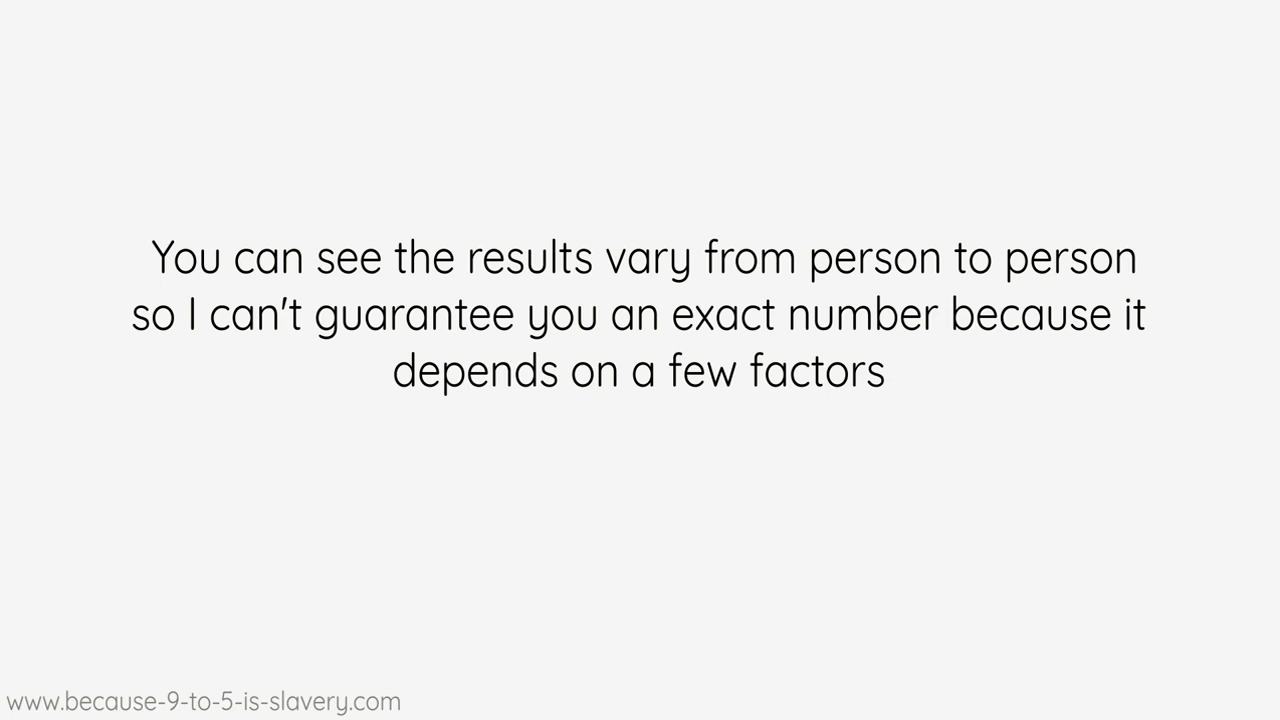 You can see the results vary from person to person
so I can't guarantee you an exact number because it
depends on a few factors
www.because-9-to-5-is-slavery.com